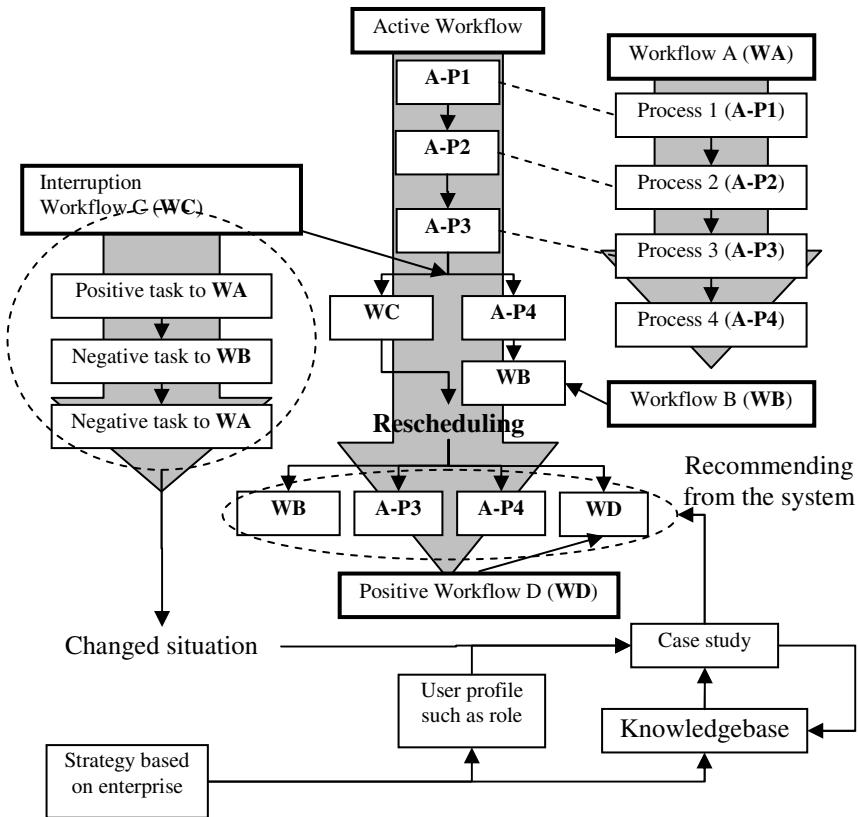 Active Workflow
A-P1
A-P2
A-P3
WC
A-P4
WB
Rescheduling
WB
A-P3
A-P4
WD
Positive Workflow D (WD)
Workflow A (WA)
Process 1 (A-P1)
Process 2 (A-P2)
Process 3 (A-P3)
Process 4 (A-P4)
Workflow B (WB)
Interruption
Workflow C (WC)
Positive task to WA
Negative task to WB
Negative task to WA
Changed situation
Recommending
from the system
Case study
User profile
such as role
Knowledgebase
Strategy based
on enterprise